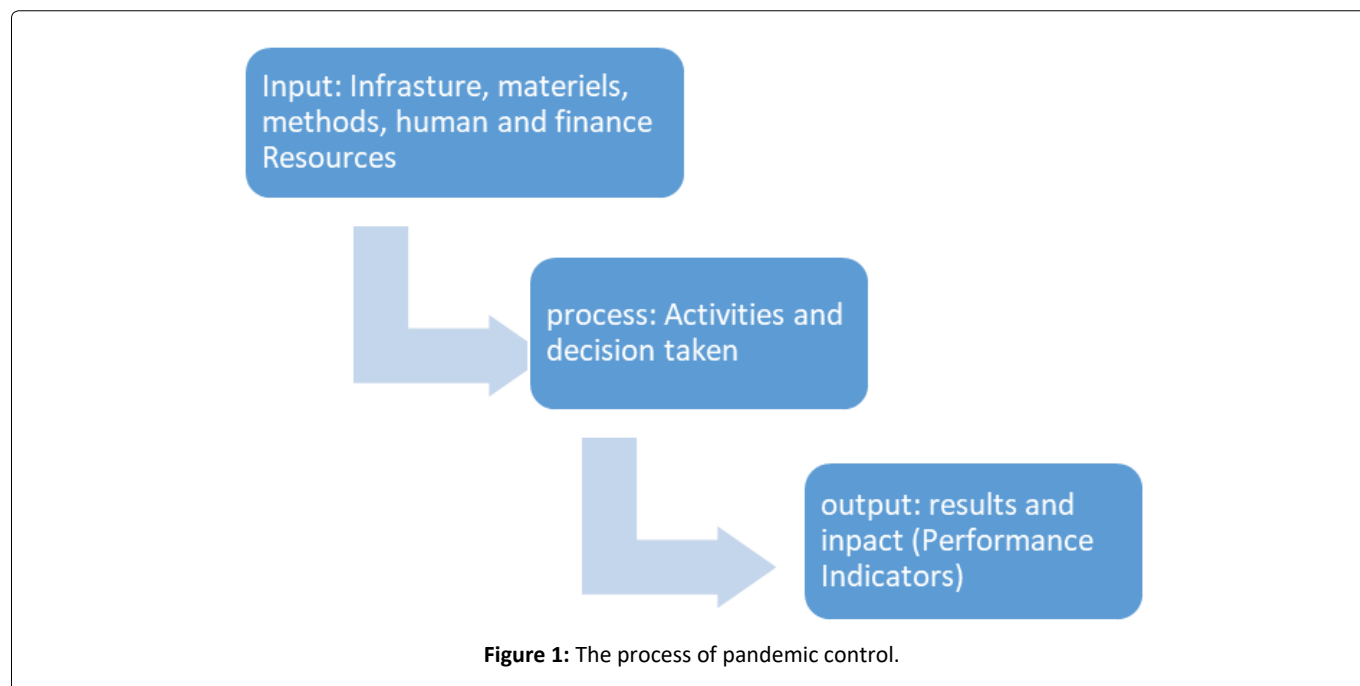 Input: Infrasture, materiels,
methods, human and finance
Resources
process: Activities and
decision taken
output: results and
inpact (Performance
Indicators)
Figure 1: The process of pandemic control.